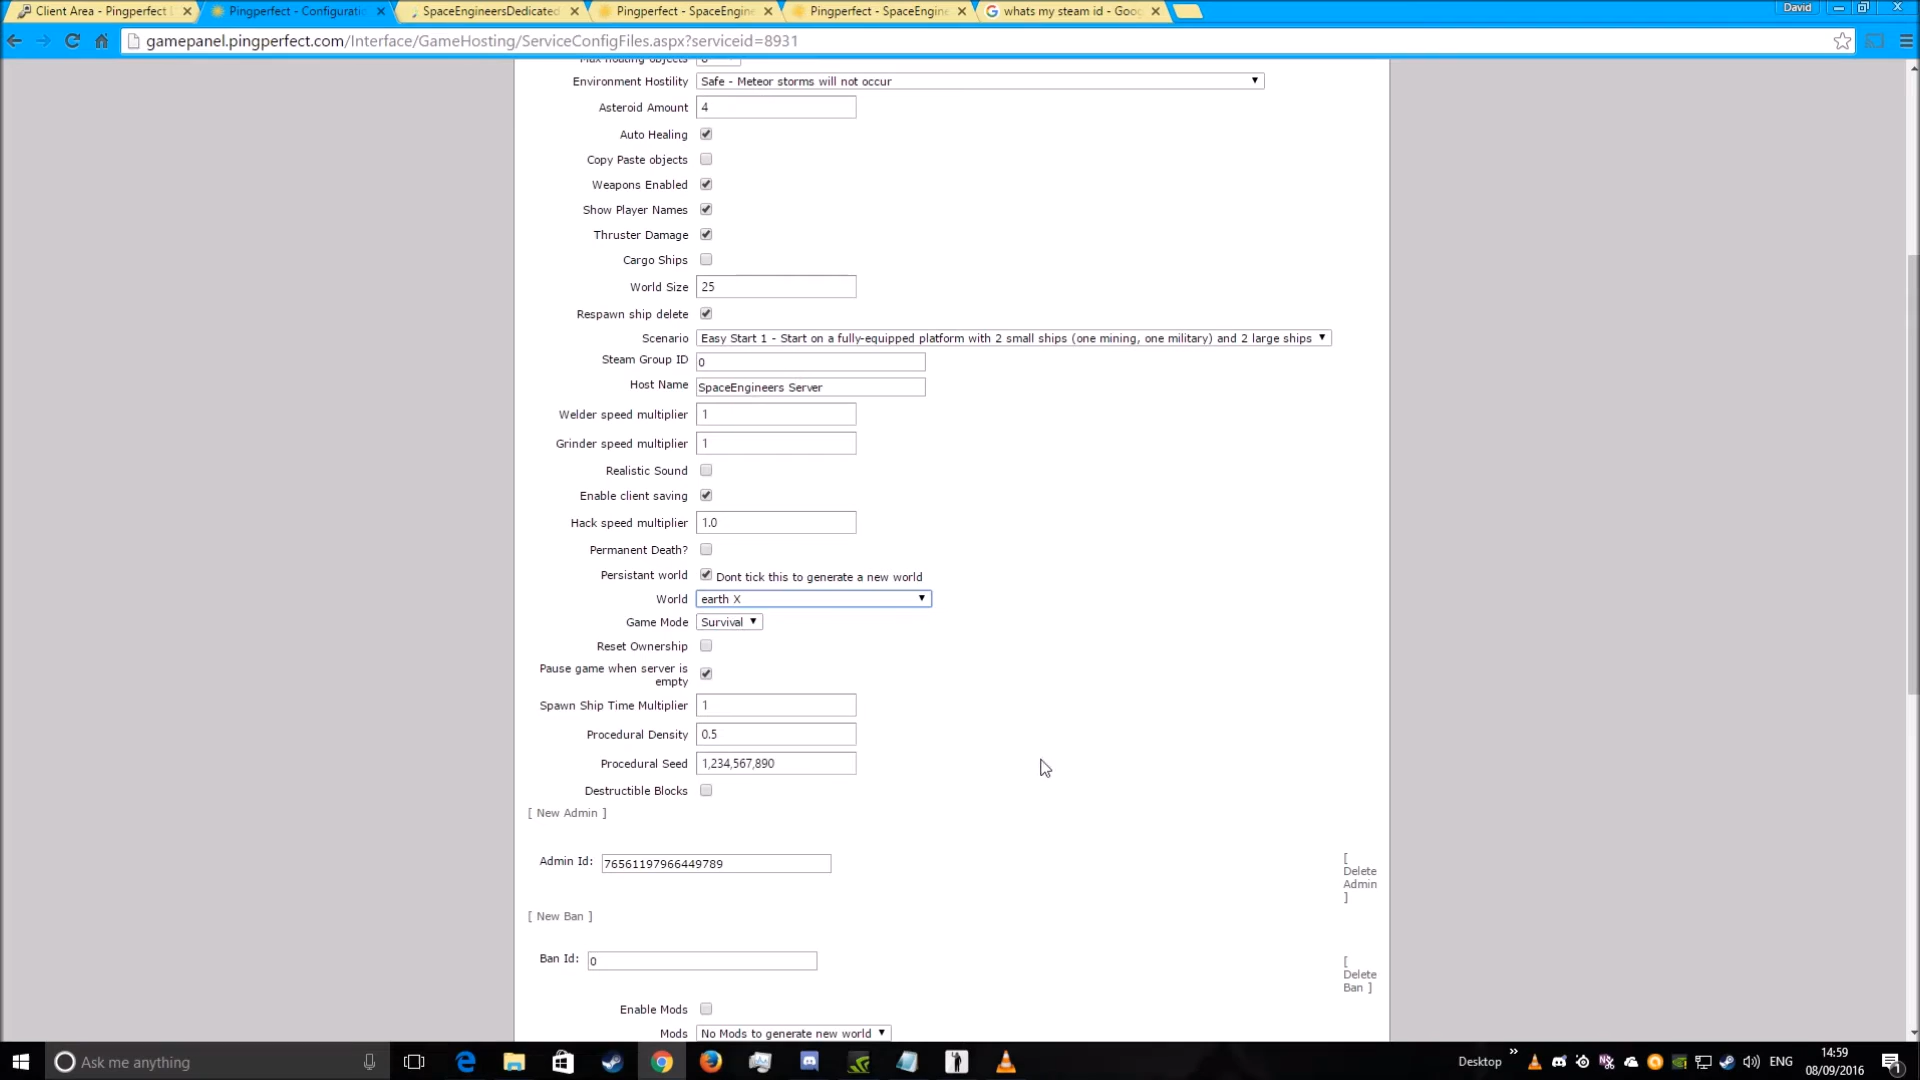 Client Area - Pingperfect
Pingperfect - Configuratio
SpaceEngineersDedicated
Pingperfect - SpaceEngine
Pingperfect - SpaceEngine
whats my steam id - Goo
David
gamepanel.pingperfect.com/Interface/GameHosting/ServiceConfigFiles.aspx?serviceid=8931
Max floating objects
Environment Hostility Safe - Meteor storms will not occur
Asteroid Amount 4
Auto Healing
Copy Paste objects
Weapons Enabled
Show Player Names
Thruster Damage
Cargo Ships
World Size 25
Respawn ship delete
Scenario Easy Start 1 - Start on a fully-equipped platform with 2 small ships (one mining, one military) and 2 large ships
Steam Group ID 0
Host Name SpaceEngineers Server
Welder speed multiplier 1
Grinder speed multiplier 1
Realistic Sound
Enable client saving
Hack speed multiplier 1.0
Permanent Death?
Persistant world Dont tick this to generate a new world
World earth X
Game Mode Survival
Reset Ownership
Pause game when server is
empty
Spawn Ship Time Multiplier 1
Procedural Density 0.5
Procedural Seed 1,234,567,890
Destructible Blocks
[ New Admin ]
Admin Id: 76561197966449789
[
Delete
Admin
]
[ New Ban ]
Ban Id: 0
[
Delete
Ban ]
Enable Mods
Mods No Mods to generate new world
Ask me anything
Desktop
ENG
14:59
08/09/2016
1